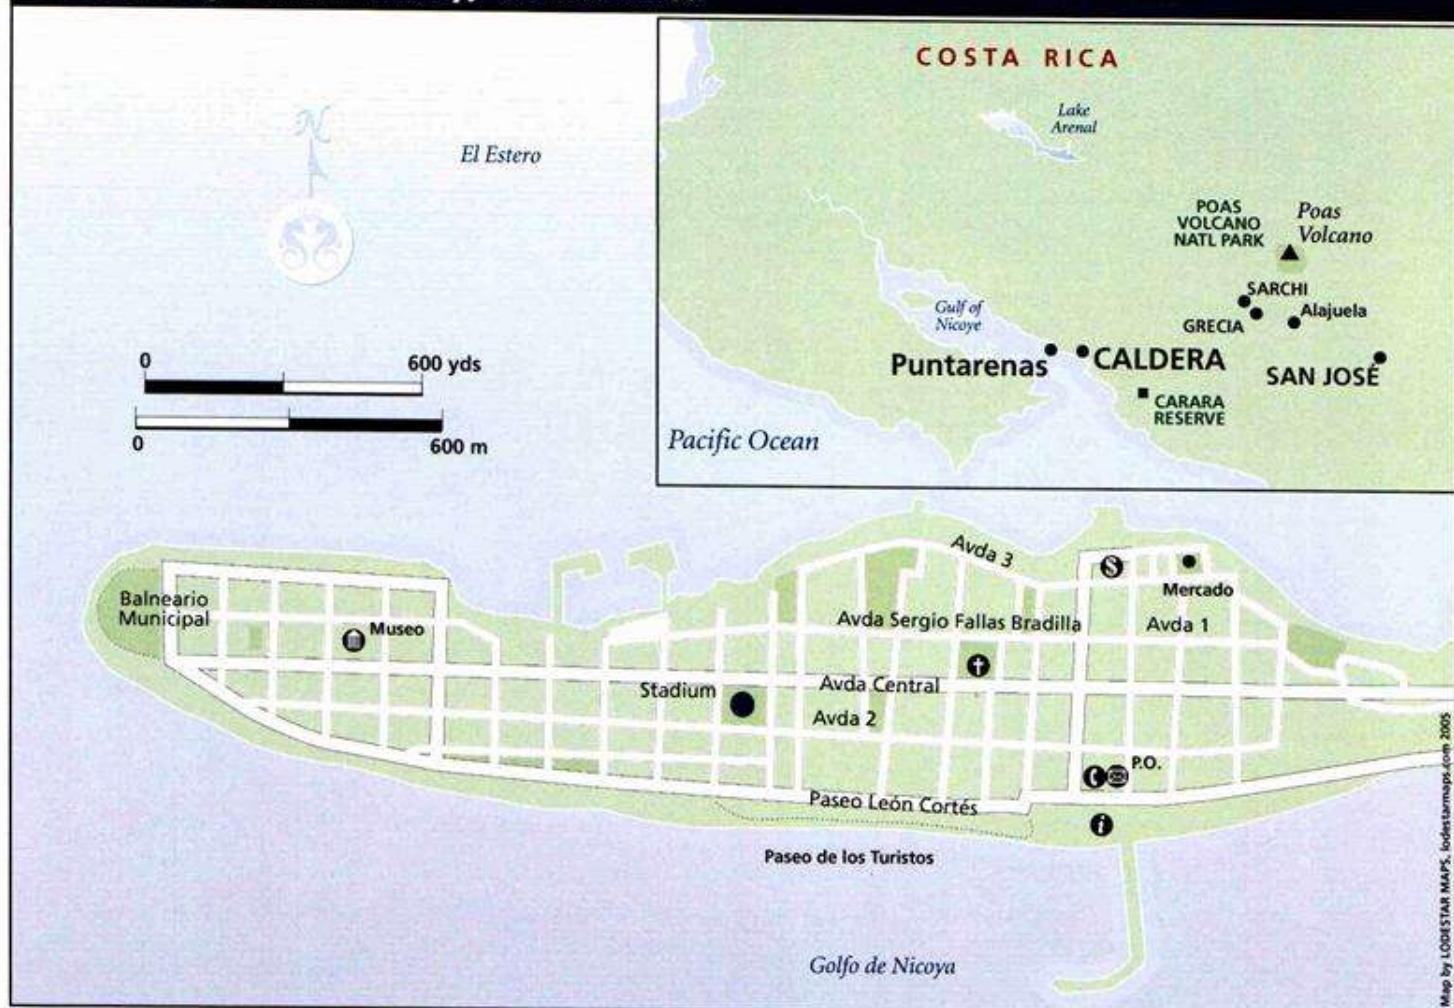 COSTA RICA
Lake
Arenal
El Estero
N
POAS
VOLCANO
NATL PARK
Poas
Volcano
SARCHI
GRECIA
Alajuela
Gulf of
Nicoye
Puntarenas
CALDERA
SAN JOSÉ
CARARA
RESERVE
Pacific Ocean
0
600 yds
0
600 m
Avda 3
S
Mercado
Balneario
Municipal
Museo
Avda Sergio Fallas Bradilla
Avda 1
Stadium
Avda Central
Avda 2
P.O.
Paseo León Cortés
i
Paseo de los Turistos
Golfo de Nicoya
Map by LODESTAR MAPS, lodestarmaps.com 2005